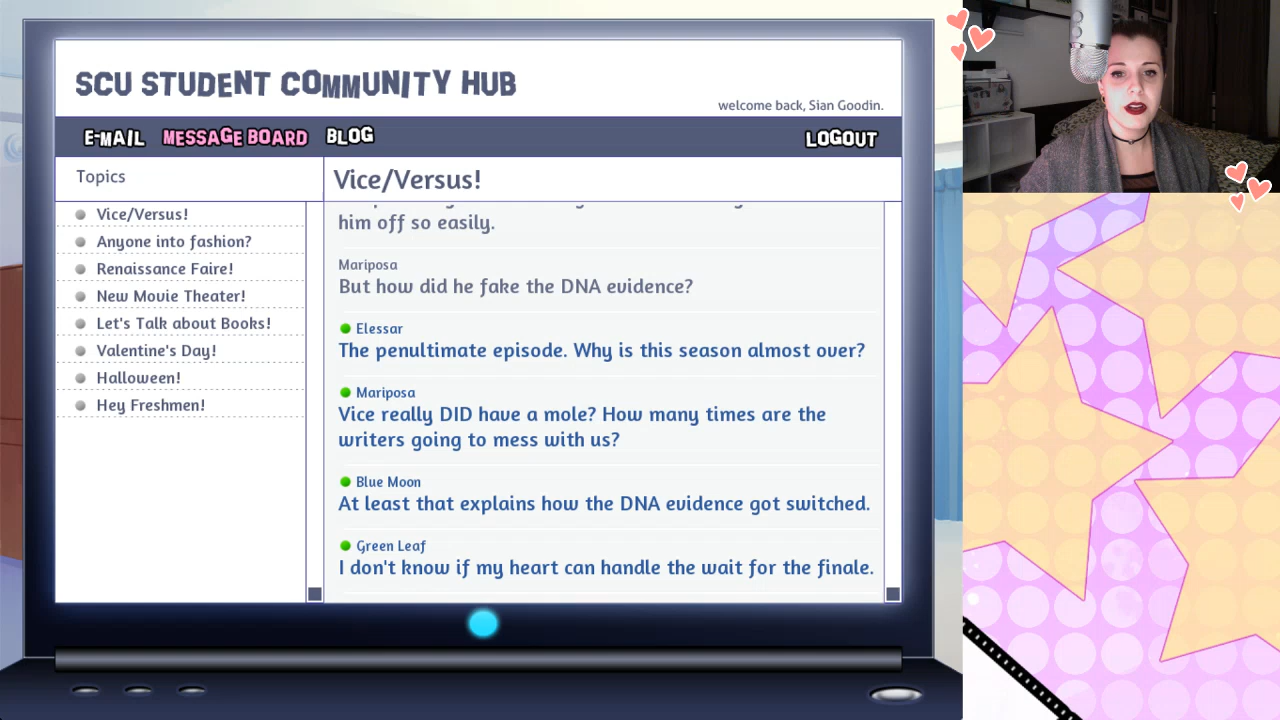 SCU STUDENT COMMUNITY HUB
welcome back, Sian Goodin.
E-MAIL MESSAGE BOARD BLOG LOGOUT
Topics
Vice/Versus!
Anyone into fashion?
Renaissance Faire!
New Movie Theater!
Let's Talk about Books!
Valentine's Day!
Halloween!
Hey Freshmen!
Vice/Versus!
him off so easily.
Mariposa
But how did he fake the DNA evidence?
Elessar
The penultimate episode. Why is this season almost over?
Mariposa
Vice really DID have a mole? How many times are the
writers going to mess with us?
Blue Moon
At least that explains how the DNA evidence got switched.
Green Leaf
I don't know if my heart can handle the wait for the finale.